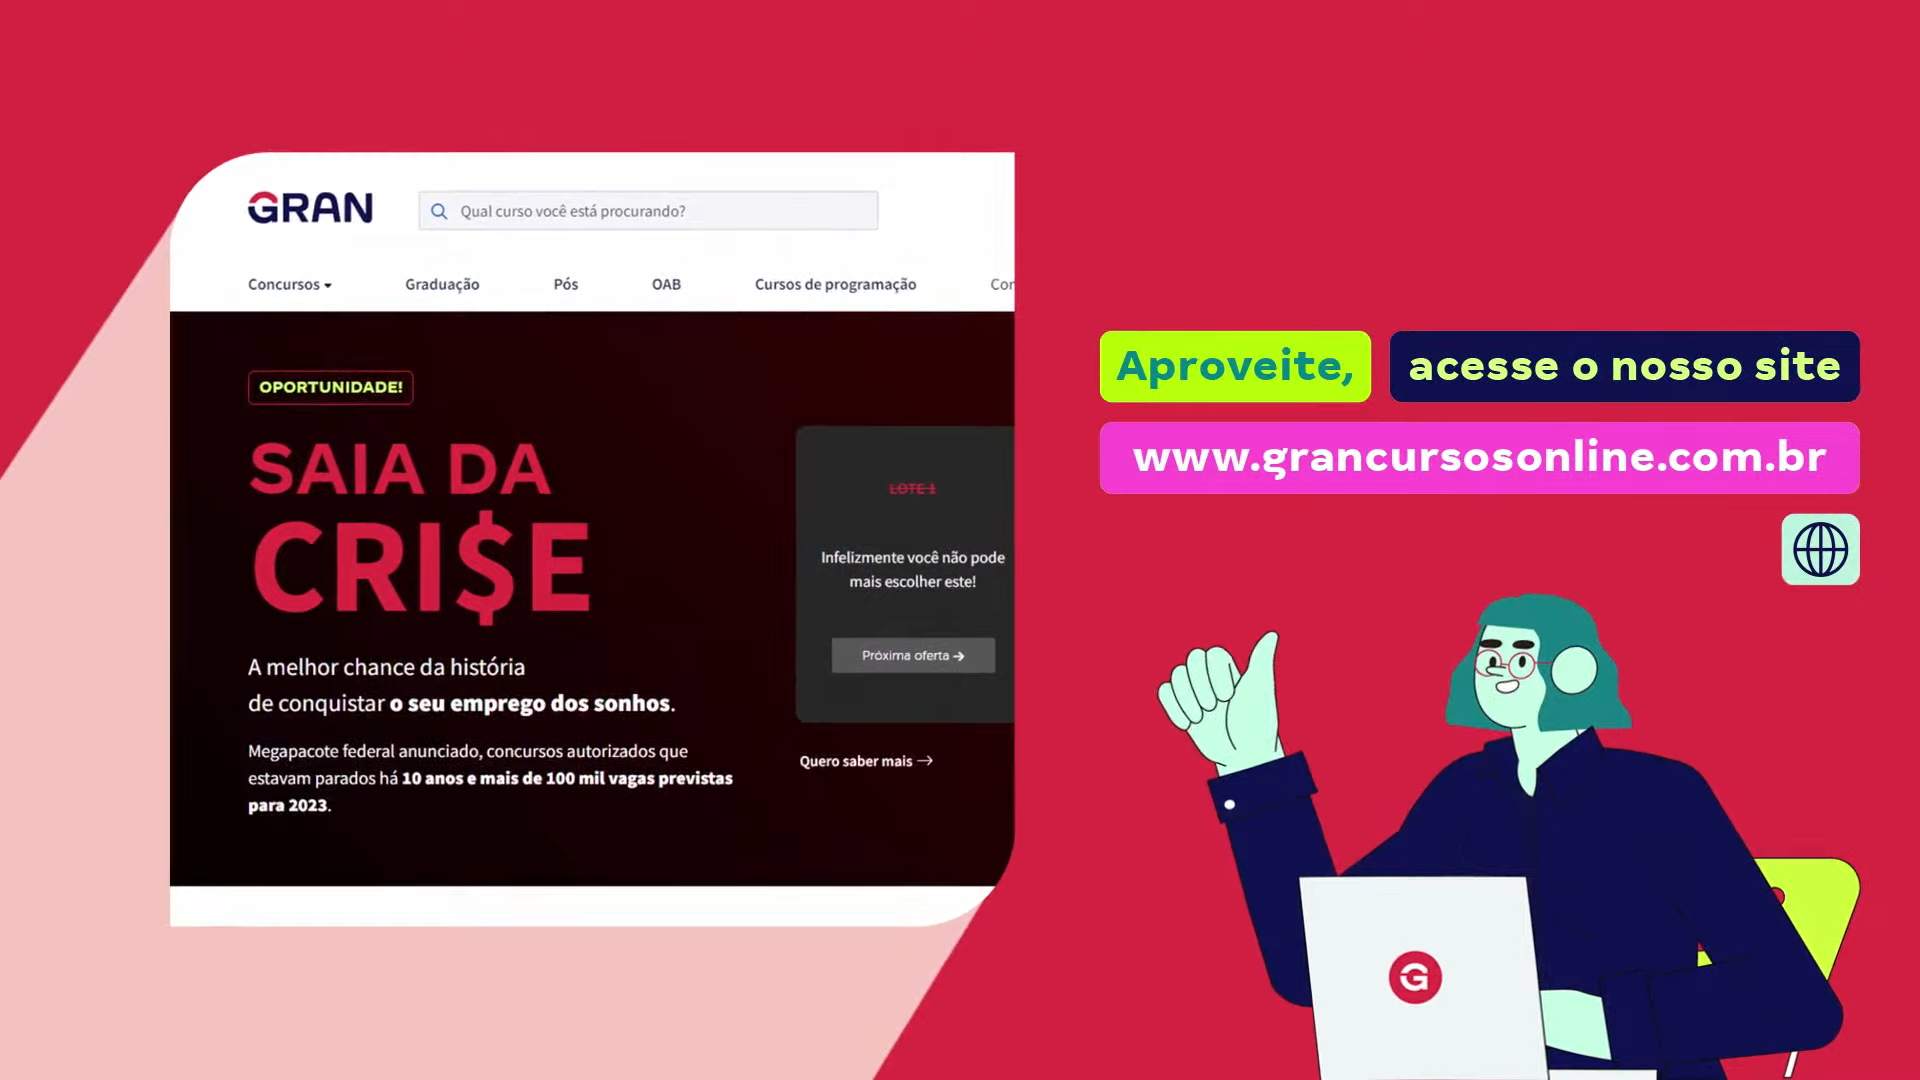 GRAN
Qual curso você está procurando?
Concursos Graduação Pós OAB Cursos de programação
OPORTUNIDADE!
SAIA DA
CRI$E
A melhor chance da história
de conquistar o seu emprego dos sonhos.
Megapacote federal anunciado, concursos autorizados que
estavam parados há 10 anos e mais de 100 mil vagas previstas
para 2023.
LOTE 1
Infelizmente você não pode
mais escolher este!
Próxima oferta →
Quero saber mais →
Aproveite, acesse o nosso site
www.grancursosonline.com.br
G